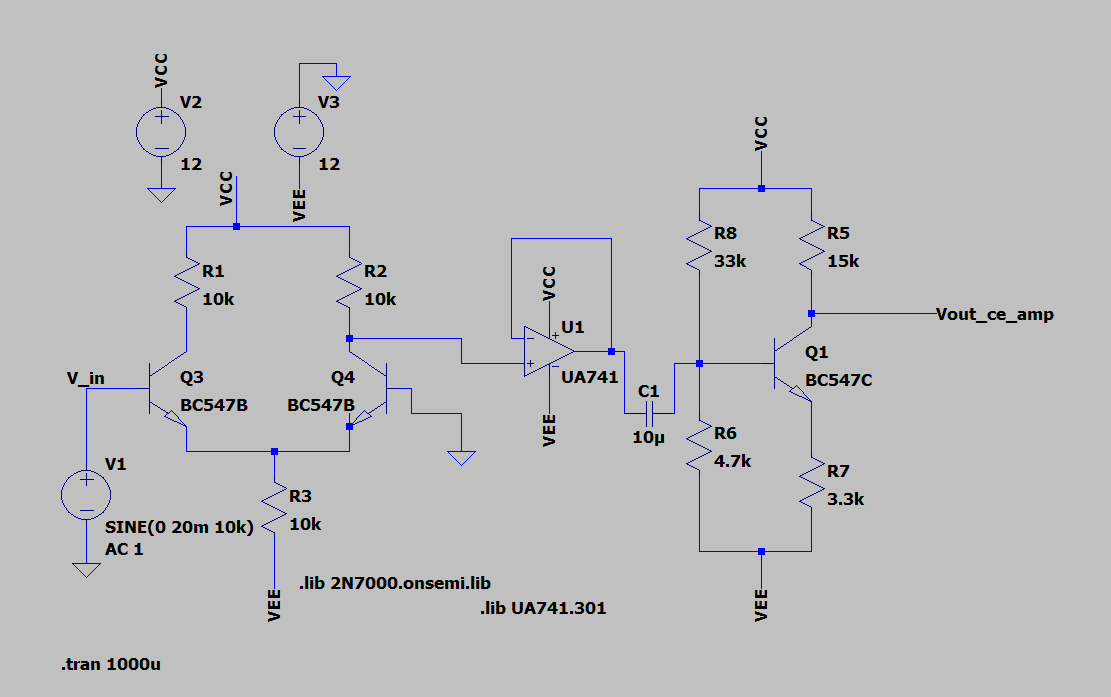 VCC
V2
12
V3
12
VEE
VCC
R1
10k
R2
10k
V_in
Q3
BC547B
Q4
BC547B
V1
SINE(0 20m 10k)
AC 1
R3
10k
VEE
VCC
U1
UA741
VEE
C1
10µ
VCC
R8
33k
R5
15k
Vout_ce_amp
Q1
BC547C
R6
4.7k
R7
3.3k
VEE
.lib 2N7000.onsemi.lib
.lib UA741.301
.tran 1000u